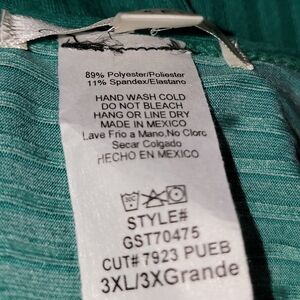 89% Polyester/Poliester
11% Spandex/Elastano
HAND WASH COLD
DO NOT BLEACH
HANG OR LINE DRY
MADE IN MEXICO
Lave Frio a Mano,No Clorc
Secar Colgado
HECHO EN MEXICO
STYLE#
GST70475
CUT# 7923 PUEB
3XL/3XGrande